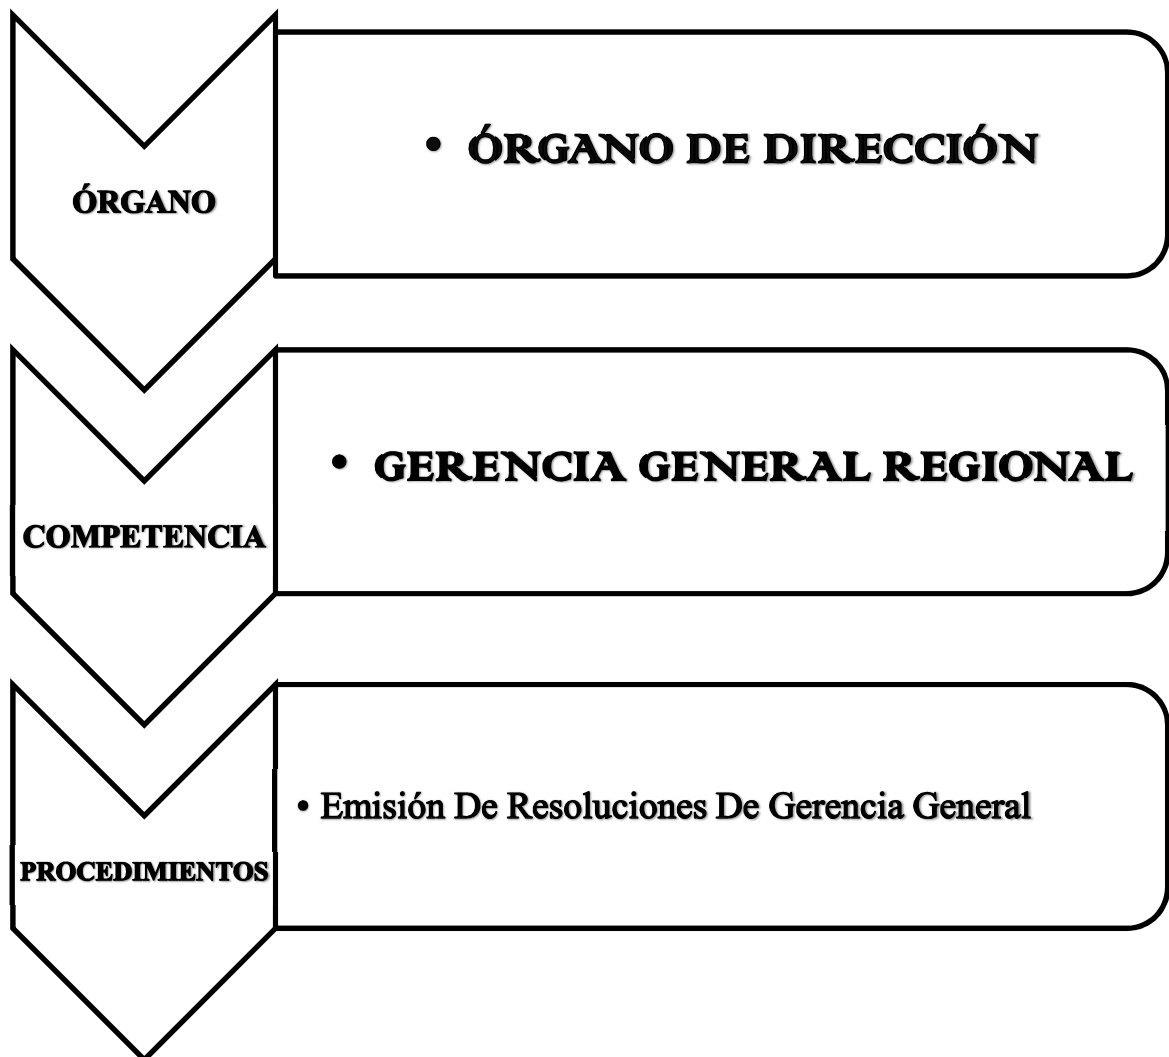 ÓRGANO
• ÓRGANO DE DIRECCIÓN
COMPETENCIA
• GERENCIA GENERAL REGIONAL
PROCEDIMIENTOS
• Emisión De Resoluciones De Gerencia General